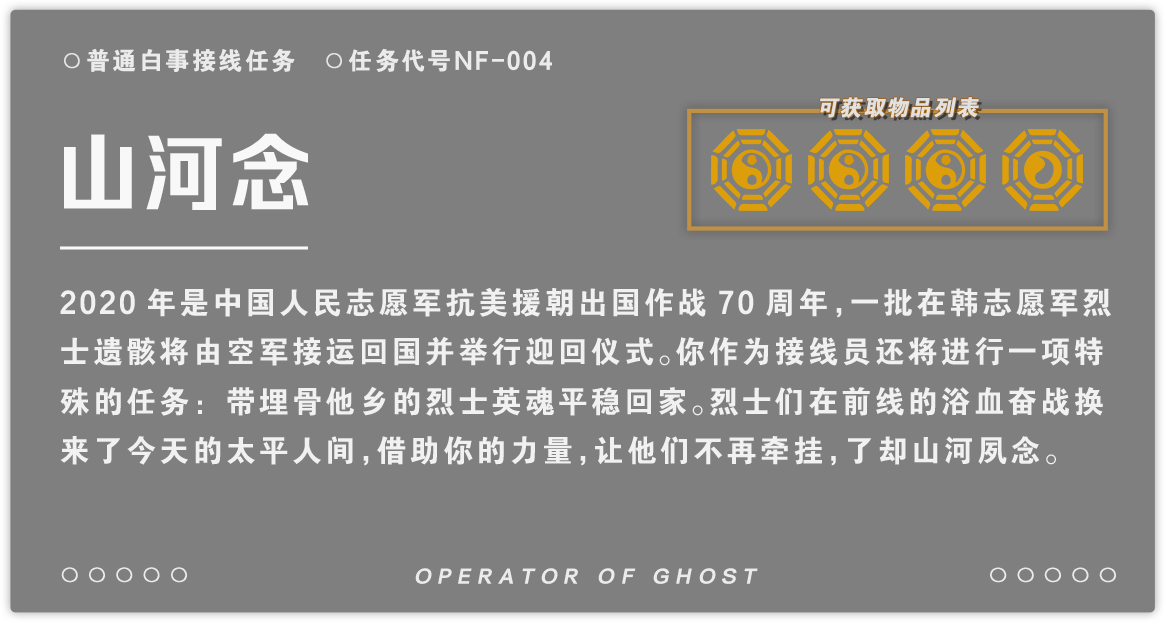 普通白事接线任务 任务代号NF-004
可获取物品列表
山河念
2020年是中国人民志愿军抗美援朝出国作战70周年,一批在韩志愿军烈
士遗骸将由空军接运回国并举行迎回仪式。你作为接线员还将进行一项特
殊的任务：带埋骨他乡的烈士英魂平稳回家。烈士们在前线的浴血奋战换
来了今天的太平人间,借助你的力量,让他们不再牵挂,了却山河夙念。
OPERATOR OF GHOST